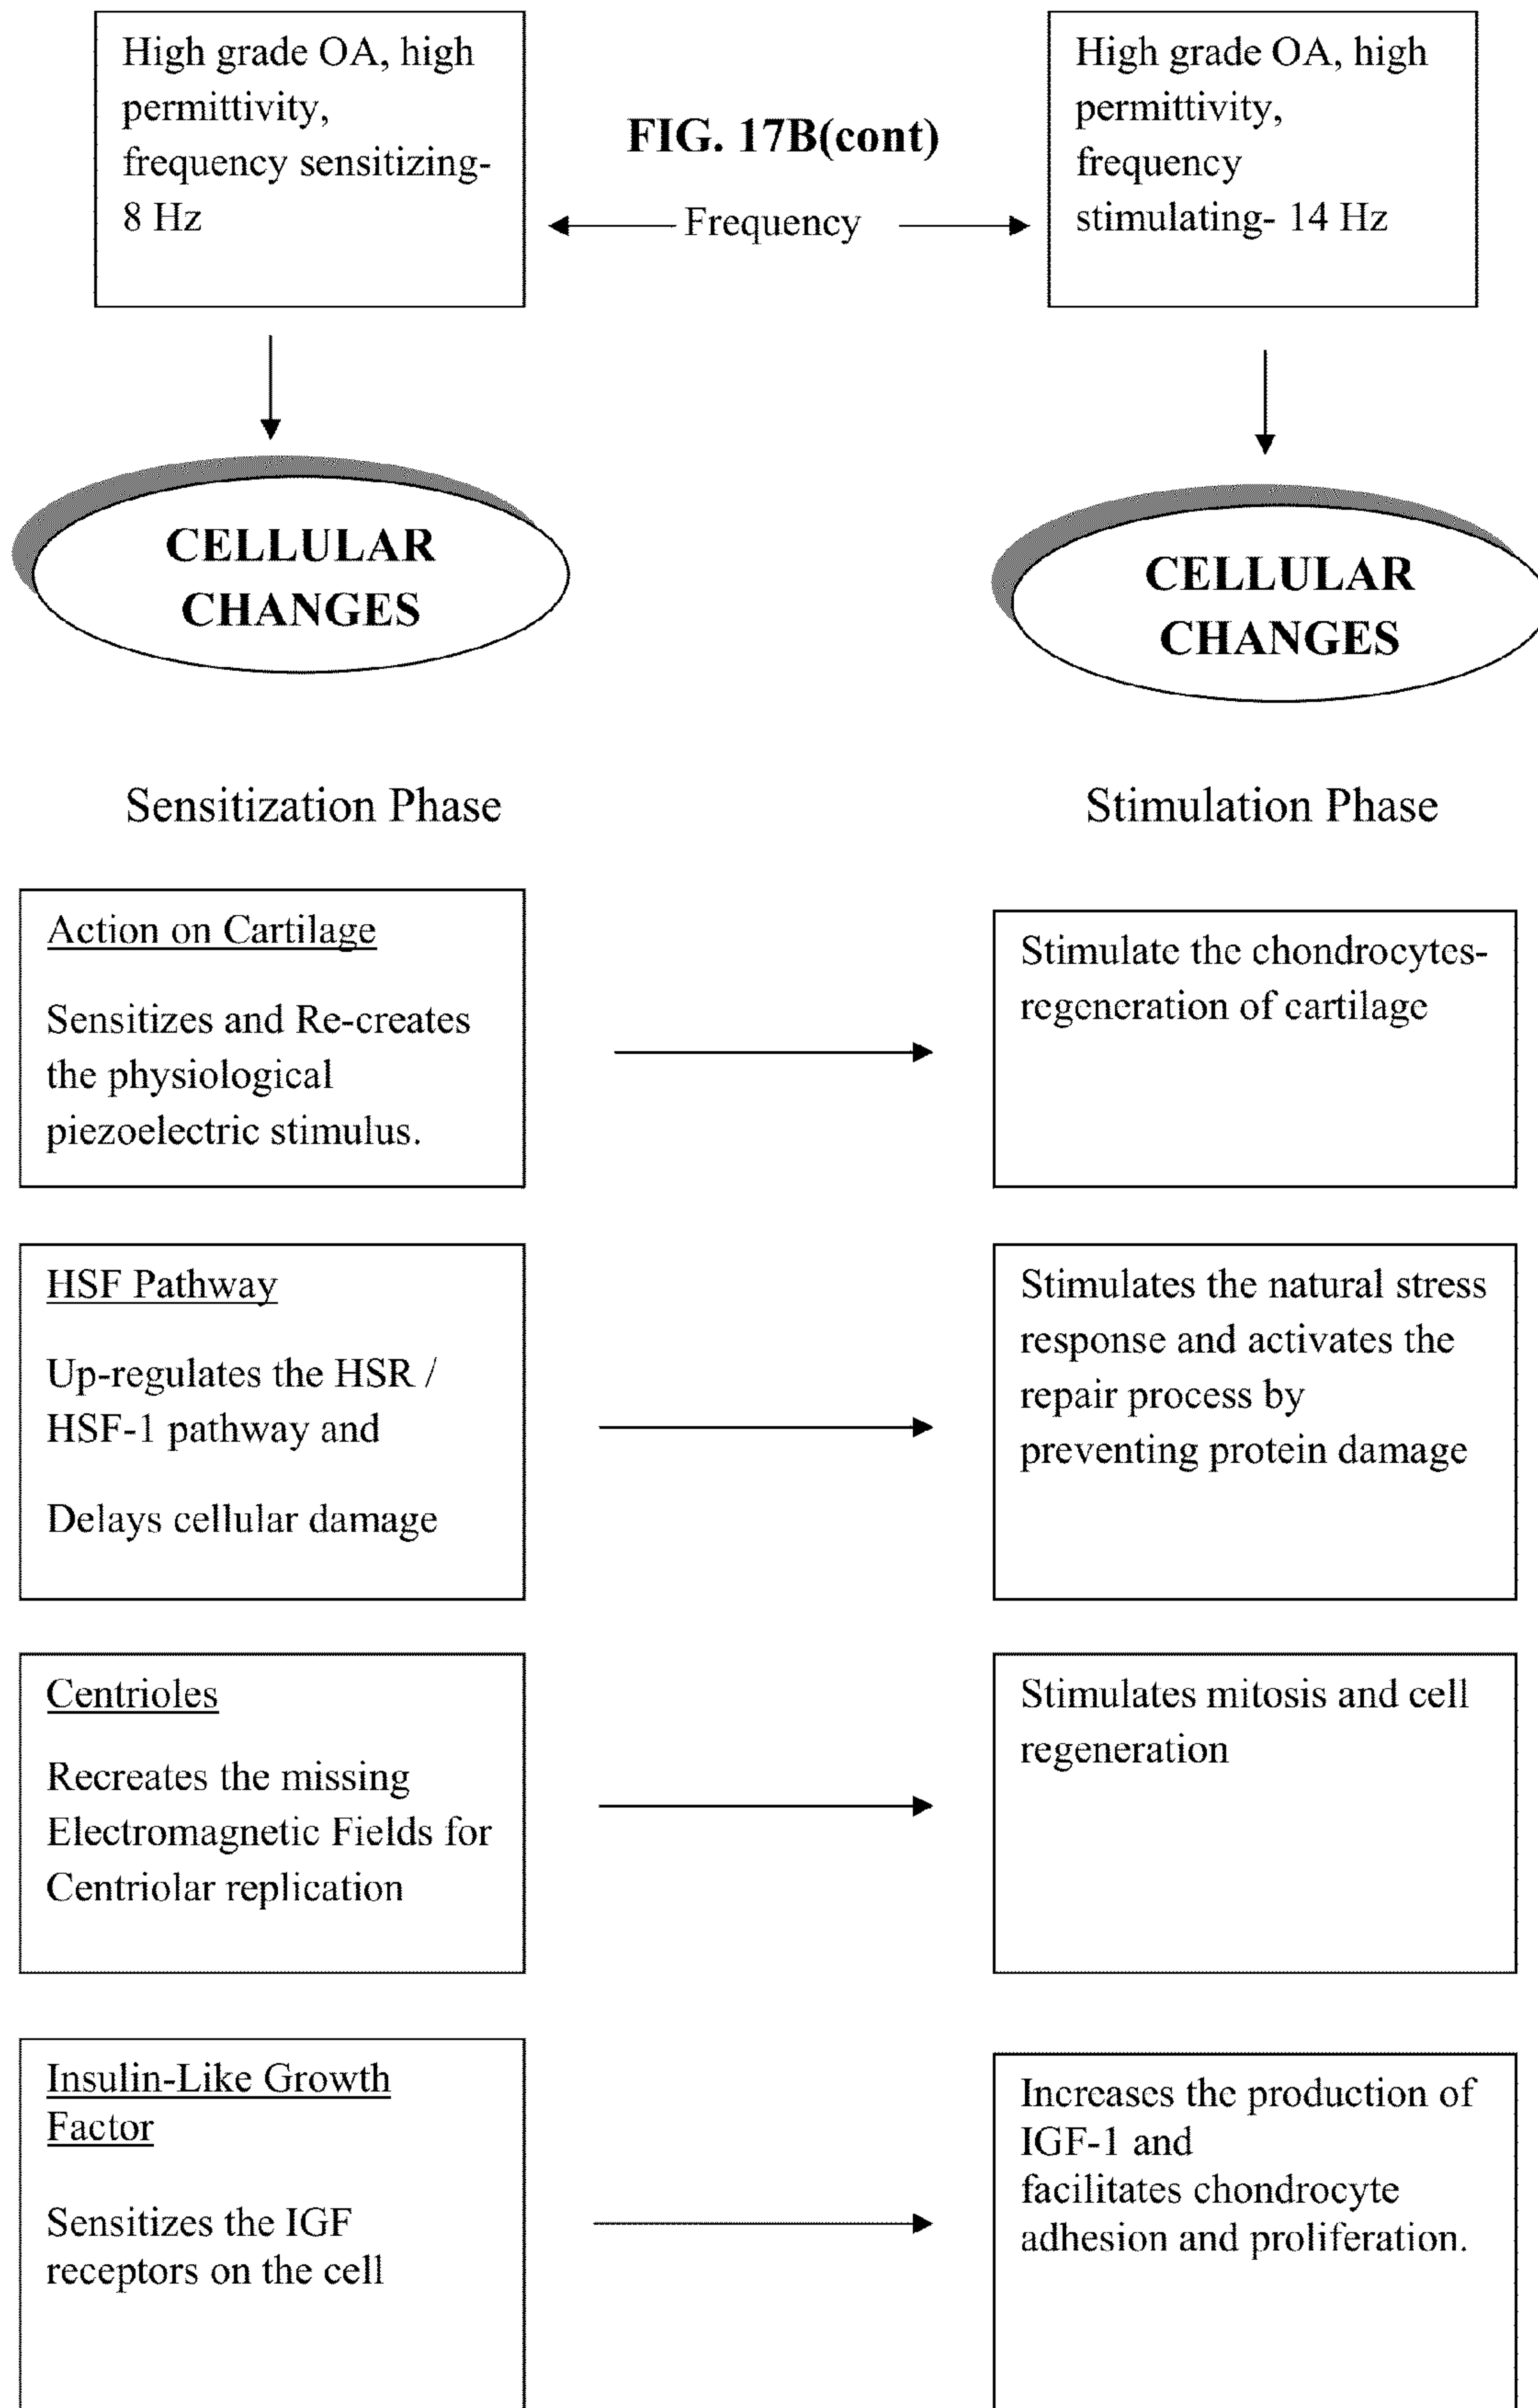 High grade OA, high
permittivity,
frequency sensitizing-
8 Hz
FIG. 17B(cont)
Frequency
High grade OA, high
permittivity,
frequency
stimulating- 14 Hz
CELLULAR
CHANGES
CELLULAR
CHANGES
Sensitization Phase
Stimulation Phase
Action on Cartilage
Sensitizes and Re-creates
the physiological
piezoelectric stimulus.
Stimulate the chondrocytes-
regeneration of cartilage
HSF Pathway
Up-regulates the HSR /
HSF-1 pathway and
Delays cellular damage
Stimulates the natural stress
response and activates the
repair process by
preventing protein damage
Centrioles
Recreates the missing
Electromagnetic Fields for
Centriolar replication
Stimulates mitosis and cell
regeneration
Insulin-Like Growth
Factor
Sensitizes the IGF
receptors on the cell
Increases the production of
IGF-1 and
facilitates chondrocyte
adhesion and proliferation.